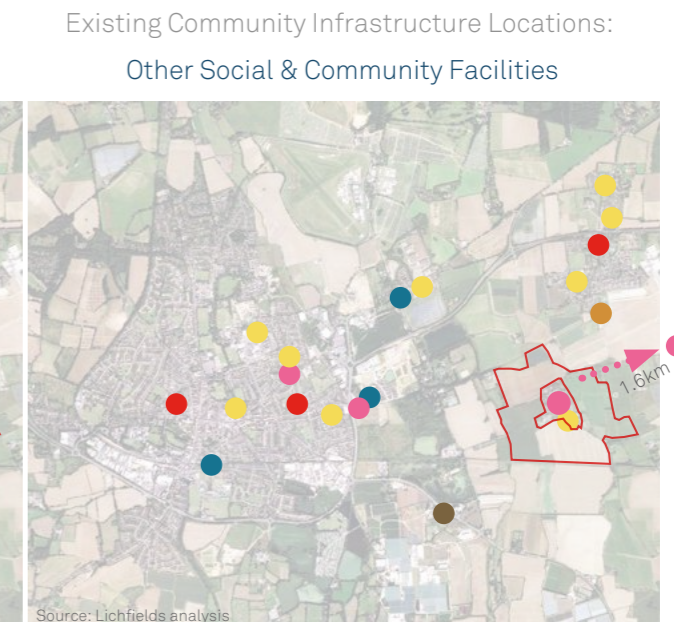 Existing Community Infrastructure Locations:
Other Social & Community Facilities
1.6km
Source: Lichfields analysis